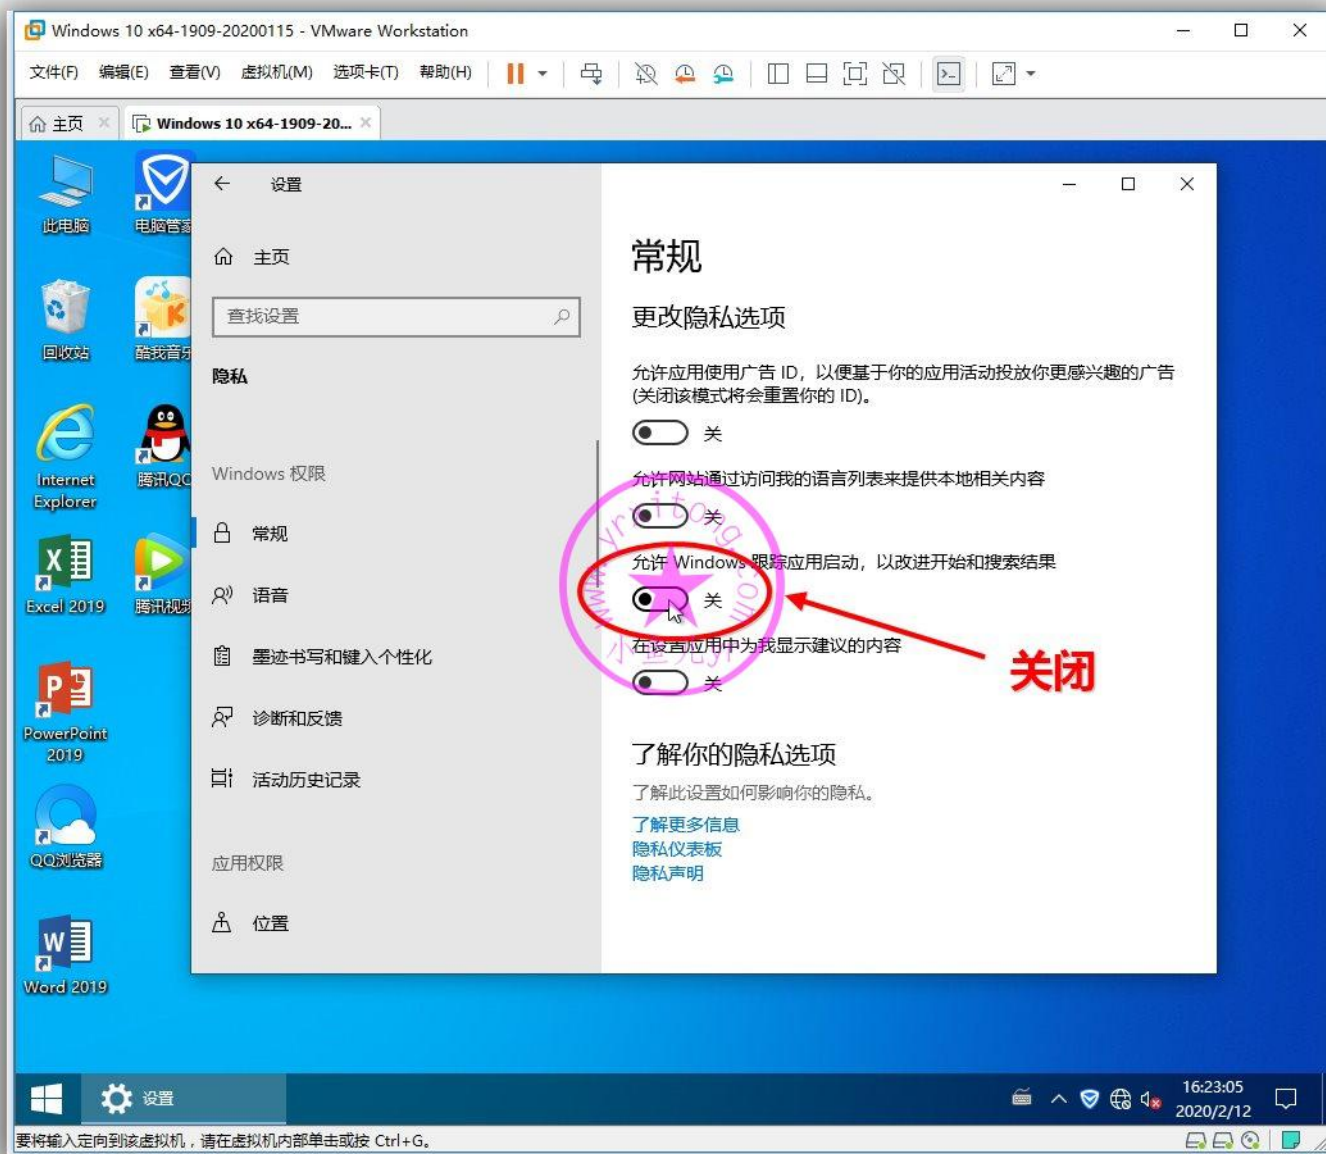 Windows 10 x64-1909-20200115 - VMware Workstation
文件(F) 编辑(E) 查看(V) 虚拟机(M) 选项卡(T) 帮助(H)
主页
Windows 10 x64-1909-20...
此电脑
电脑管家
回收站
酷我音乐
Internet
Explorer
腾讯QQ
Excel 2019
腾讯视频
PowerPoint
2019
QQ浏览器
Word 2019
设置
主页
查找设置
隐私
Windows 权限
常规
语音
墨迹书写和键入个性化
诊断和反馈
活动历史记录
应用权限
位置
常规
更改隐私选项
允许应用使用广告 ID，以便基于你的应用活动投放你更感兴趣的广告
(关闭该模式将会重置你的 ID)。
关
允许网站通过访问我的语言列表来提供本地相关内容
关
允许 Windows 跟踪应用启动，以改进开始和搜索结果
关
在设置应用中为我显示建议的内容
关
关闭
www.yrxitong.com
小鱼儿yr
了解你的隐私选项
了解此设置如何影响你的隐私。
了解更多信息
隐私仪表板
隐私声明
设置
16:23:05
2020/2/12
要将输入定向到该虚拟机，请在虚拟机内部单击或按 Ctrl+G。